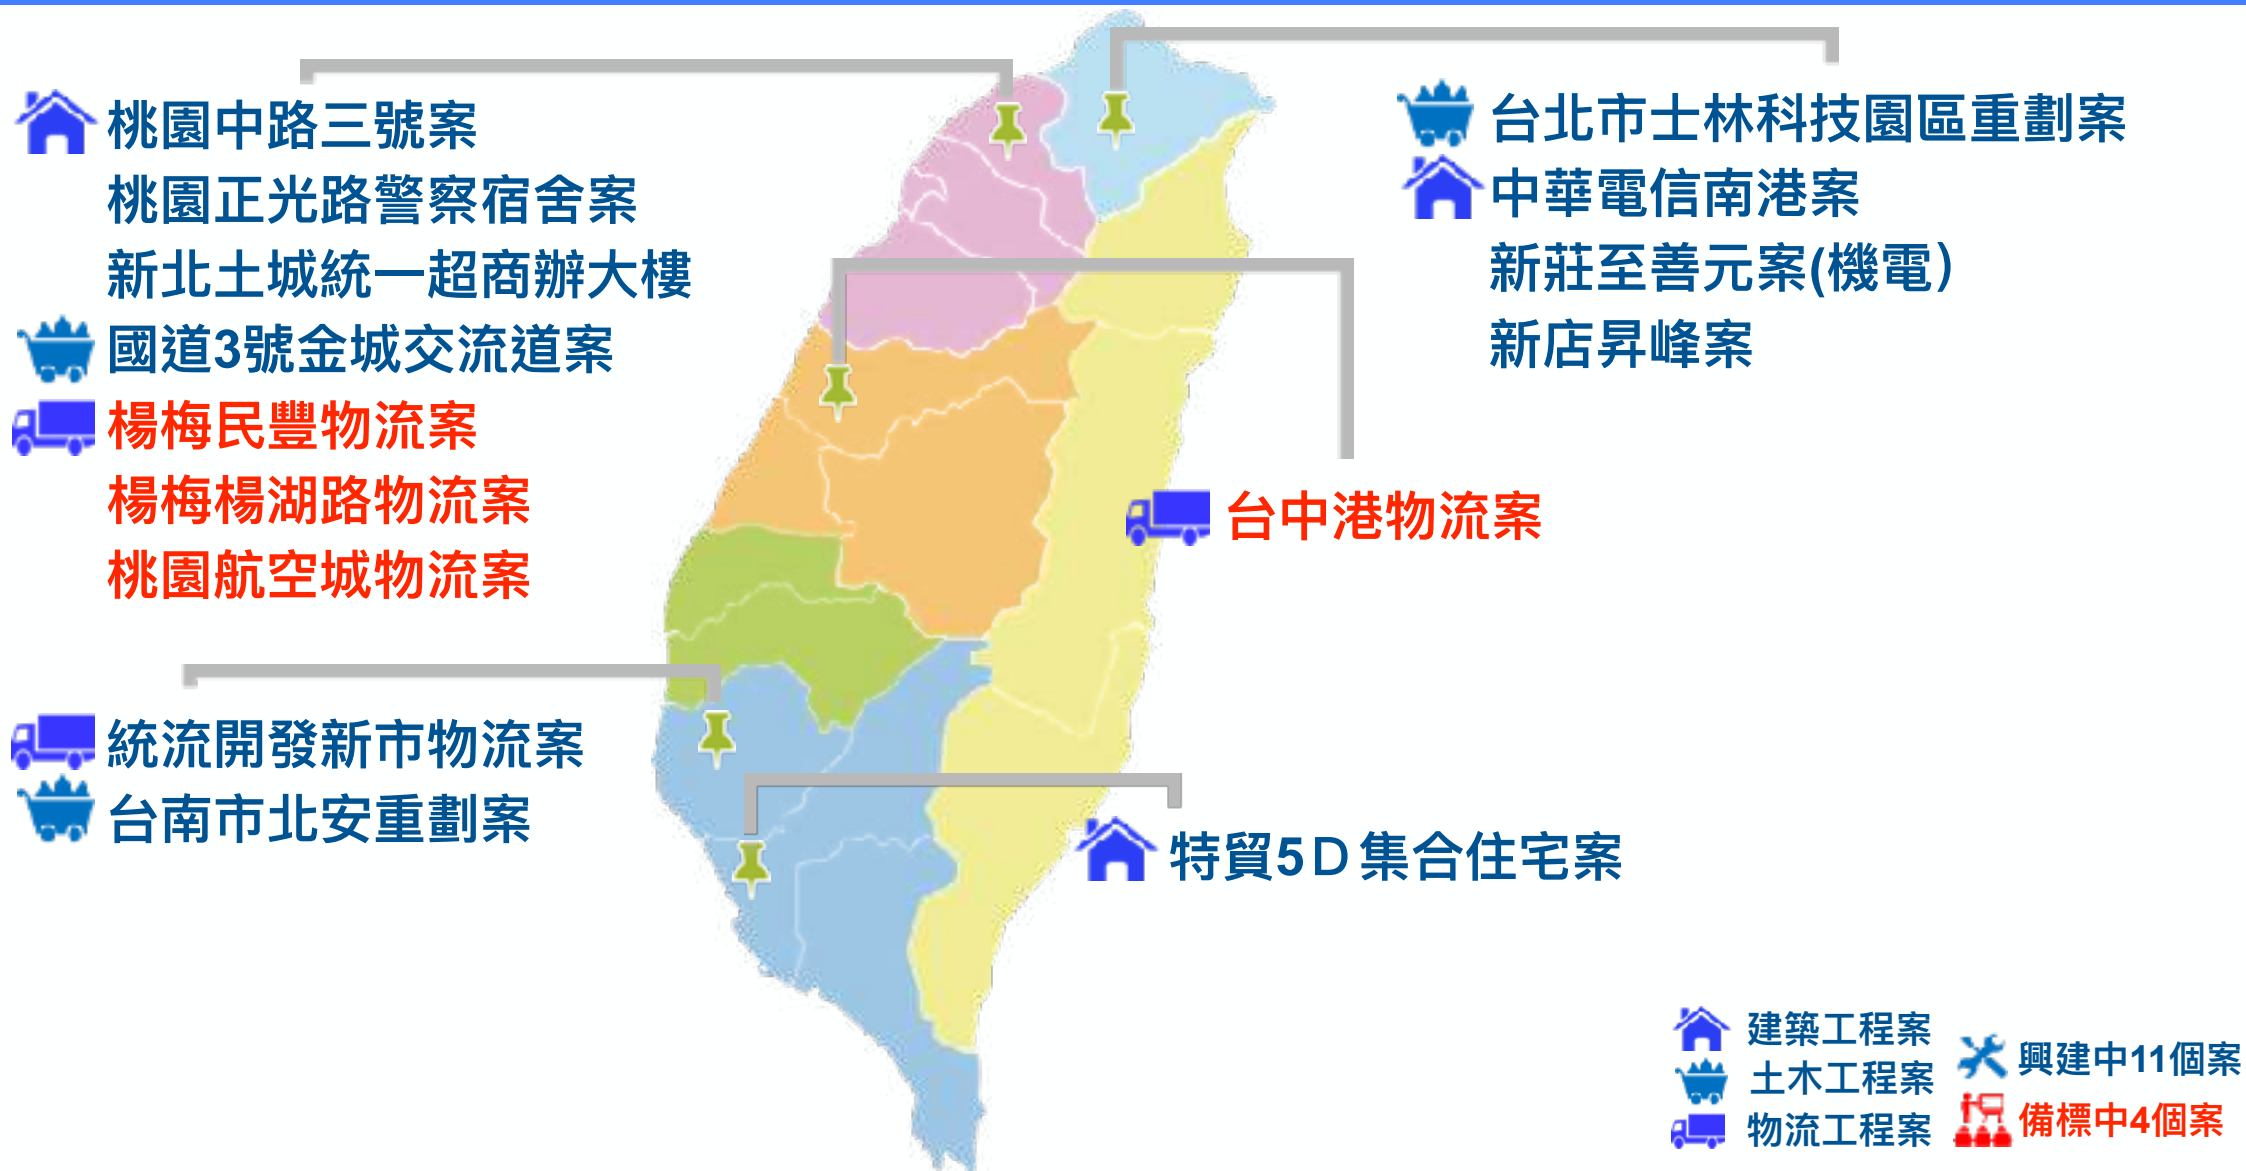 桃園中路三號案
桃園正光路警察宿舍案
新北土城統一超商辦大樓
國道3號金城交流道案
楊梅民豐物流案
楊梅楊湖路物流案
桃園航空城物流案
台北市士林科技園區重劃案
中華電信南港案
新莊至善元案(機電）
新店昇峰案
台中港物流案
統流開發新市物流案
台南市北安重劃案
特貿5Ｄ集合住宅案
建築工程案
土木工程案
物流工程案
興建中11個案
備標中4個案